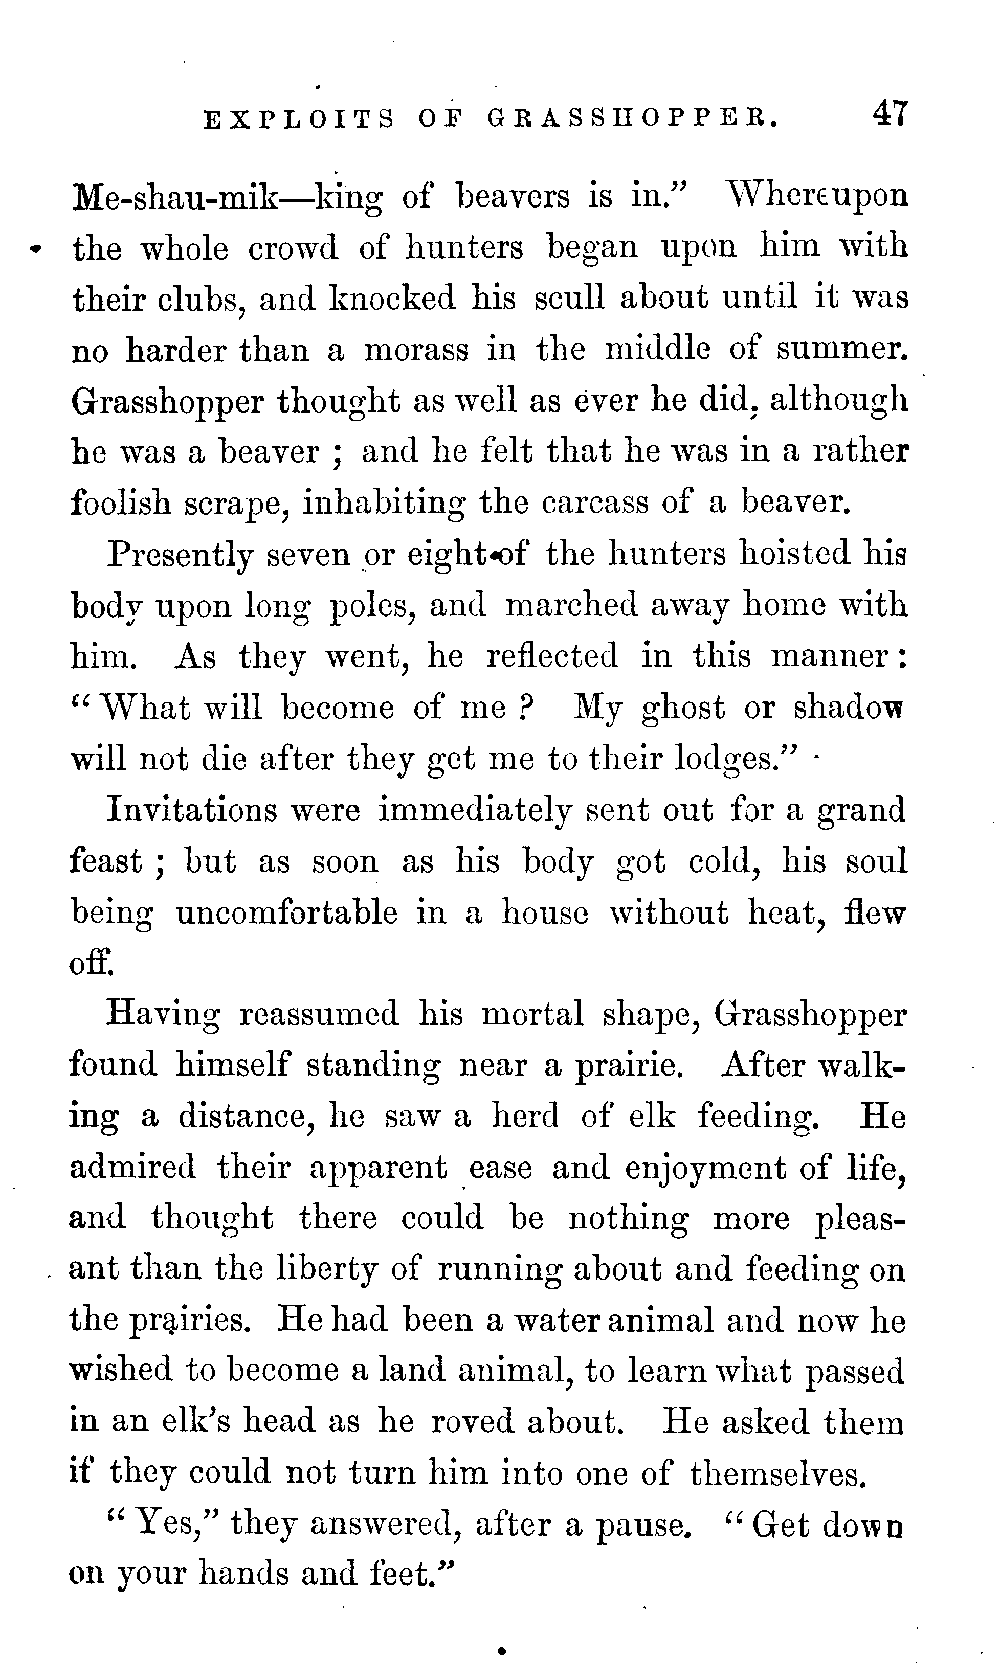 EXPLOITS OF GRASSHOPPER. 47
Me-shau-mik—king of beavers is in.” Whereupon
the whole crowd of hunters began upon him with
their clubs, and knocked his scull about until it was
no harder than a morass in the middle of summer.
Grasshopper thought as well as ever he did, although
he was a beaver ; and he felt that he was in a rather
foolish scrape, inhabiting the carcass of a beaver.
Presently seven or eight of the hunters hoisted his
body upon long poles, and marched away home with
him. As they went, he reflected in this manner :
“ What will become of me ? My ghost or shadow
will not die after they get me to their lodges.”
Invitations were immediately sent out for a grand
feast ; but as soon as his body got cold, his soul
being uncomfortable in a house without heat, flew
off.
Having reassumed his mortal shape, Grasshopper
found himself standing near a prairie. After walk-
ing a distance, he saw a herd of elk feeding. He
admired their apparent ease and enjoyment of life,
and thought there could be nothing more pleas-
ant than the liberty of running about and feeding on
the prairies. He had been a water animal and now he
wished to become a land animal, to learn what passed
in an elk’s head as he roved about. He asked them
if they could not turn him into one of themselves.
“ Yes,” they answered, after a pause. “ Get down
on your hands and feet.”